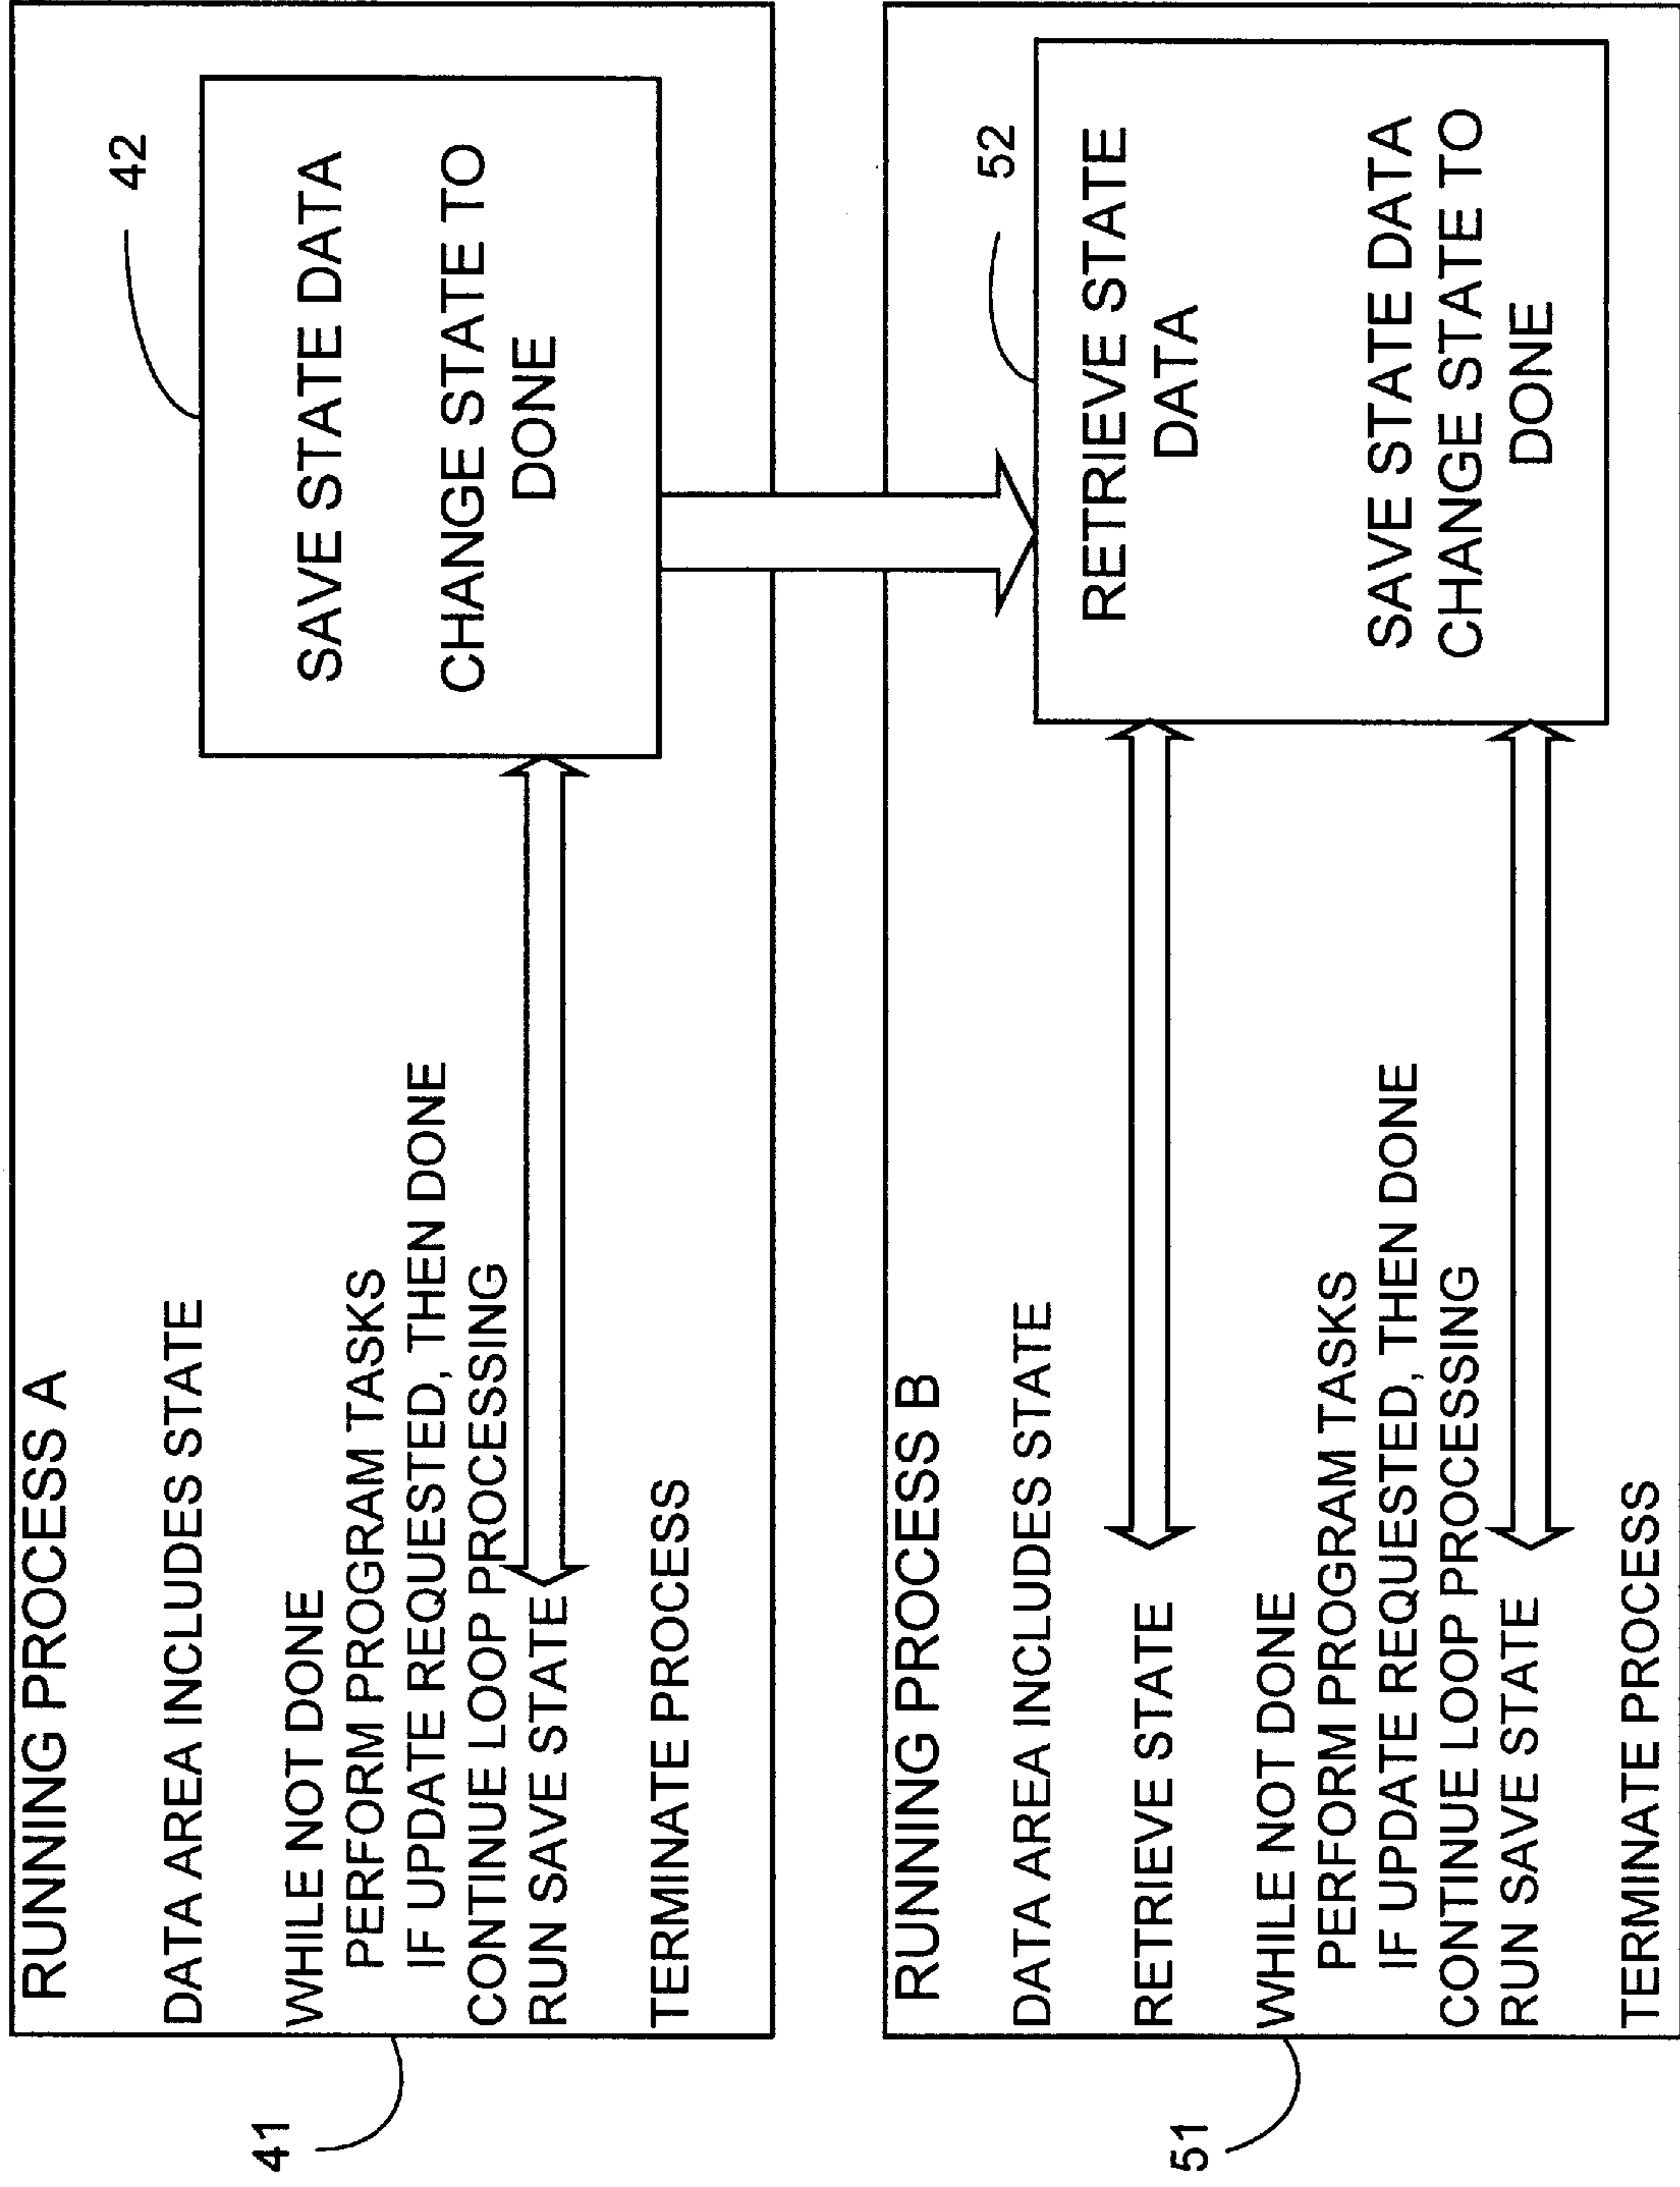 RUNNING PROCESS A
DATA AREA INCLUDES STATE
WHILE NOT DONE
PERFORM PROGRAM TASKS
IF UPDATE REQUESTED, THEN DONE
CONTINUE LOOP PROCESSING
RUN SAVE STATE
TERMINATE PROCESS
41
42
SAVE STATE DATA
CHANGE STATE TO
DONE
RUNNING PROCESS B
DATA AREA INCLUDES STATE
RETRIEVE STATE
WHILE NOT DONE
PERFORM PROGRAM TASKS
IF UPDATE REQUESTED, THEN DONE
CONTINUE LOOP PROCESSING
RUN SAVE STATE
TERMINATE PROCESS
51
52
RETRIEVE STATE
DATA
SAVE STATE DATA
CHANGE STATE TO
DONE